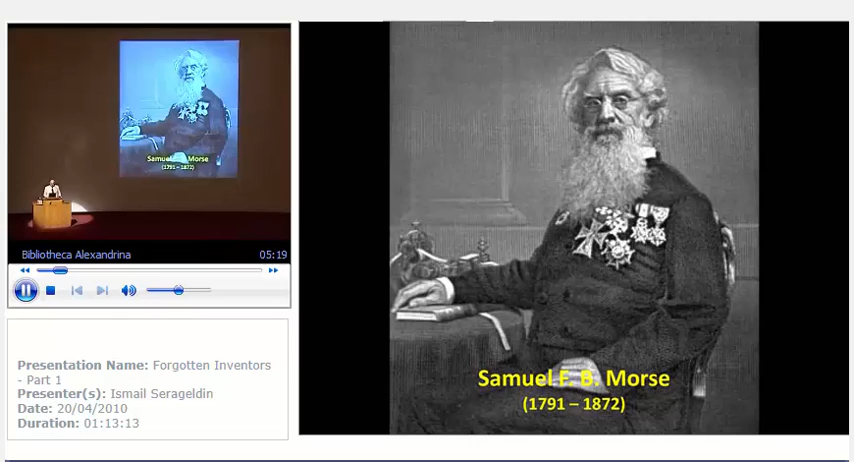 Samuel F. B. Morse
(1791 – 1872)
Bibliotheca Alexandrina
05:19
Presentation Name: Forgotten Inventors
- Part 1
Presenter(s): Ismail Serageldin
Date: 20/04/2010
Duration: 01:13:13
Samuel F. B. Morse
(1791 – 1872)